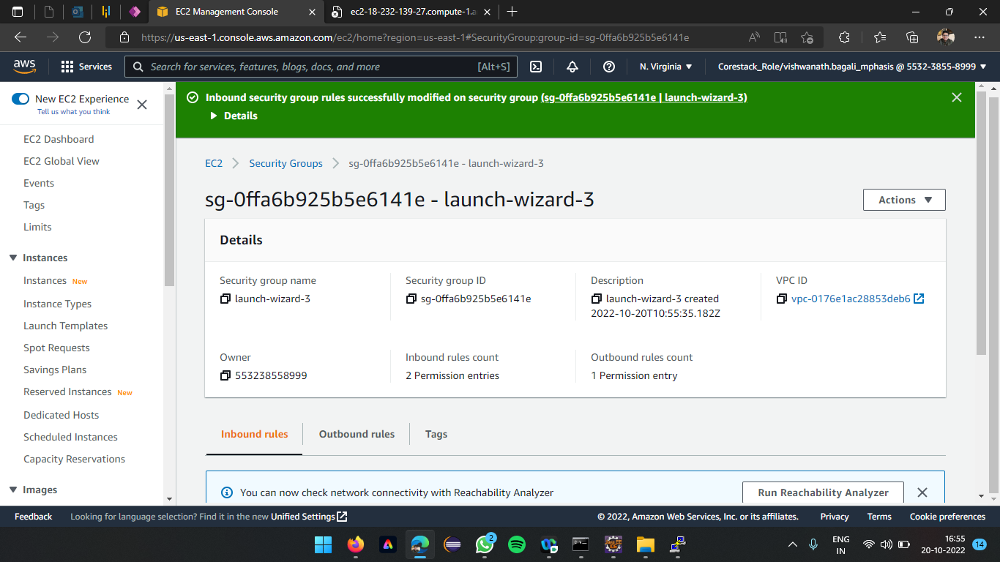 EC2 Management Console
ec2-18-232-139-27.compute-1.a
https://us-east-1.console.aws.amazon.com/ec2/home?region=us-east-1#SecurityGroup:group-id=sg-0ffa6b925b5e6141e
aws
Services
Search for services, features, blogs, docs, and more
[Alt+S]
N. Virginia
Corestack_Role/vishwanath.bagali_mphasis @ 5532-3855-8999
New EC2 Experience
Tell us what you think
EC2 Dashboard
EC2 Global View
Events
Tags
Limits
Instances
Instances New
Instance Types
Launch Templates
Spot Requests
Savings Plans
Reserved Instances New
Dedicated Hosts
Scheduled Instances
Capacity Reservations
Images
Inbound security group rules successfully modified on security group (sg-0ffa6b925b5e6141e | launch-wizard-3)
Details
EC2 > Security Groups > sg-0ffa6b925b5e6141e - launch-wizard-3
sg-0ffa6b925b5e6141e - launch-wizard-3
Actions
Details
Security group name
launch-wizard-3
Security group ID
sg-0ffa6b925b5e6141e
Description
launch-wizard-3 created
2022-10-20T10:55:35.182Z
VPC ID
vpc-0176e1ac28853deb6
Owner
553238558999
Inbound rules count
2 Permission entries
Outbound rules count
1 Permission entry
Inbound rules
Outbound rules
Tags
You can now check network connectivity with Reachability Analyzer
Run Reachability Analyzer
Feedback
Looking for language selection? Find it in the new Unified Settings
© 2022, Amazon Web Services, Inc. or its affiliates.
Privacy
Terms
Cookie preferences
2
ENG
IN
16:55
20-10-2022
14